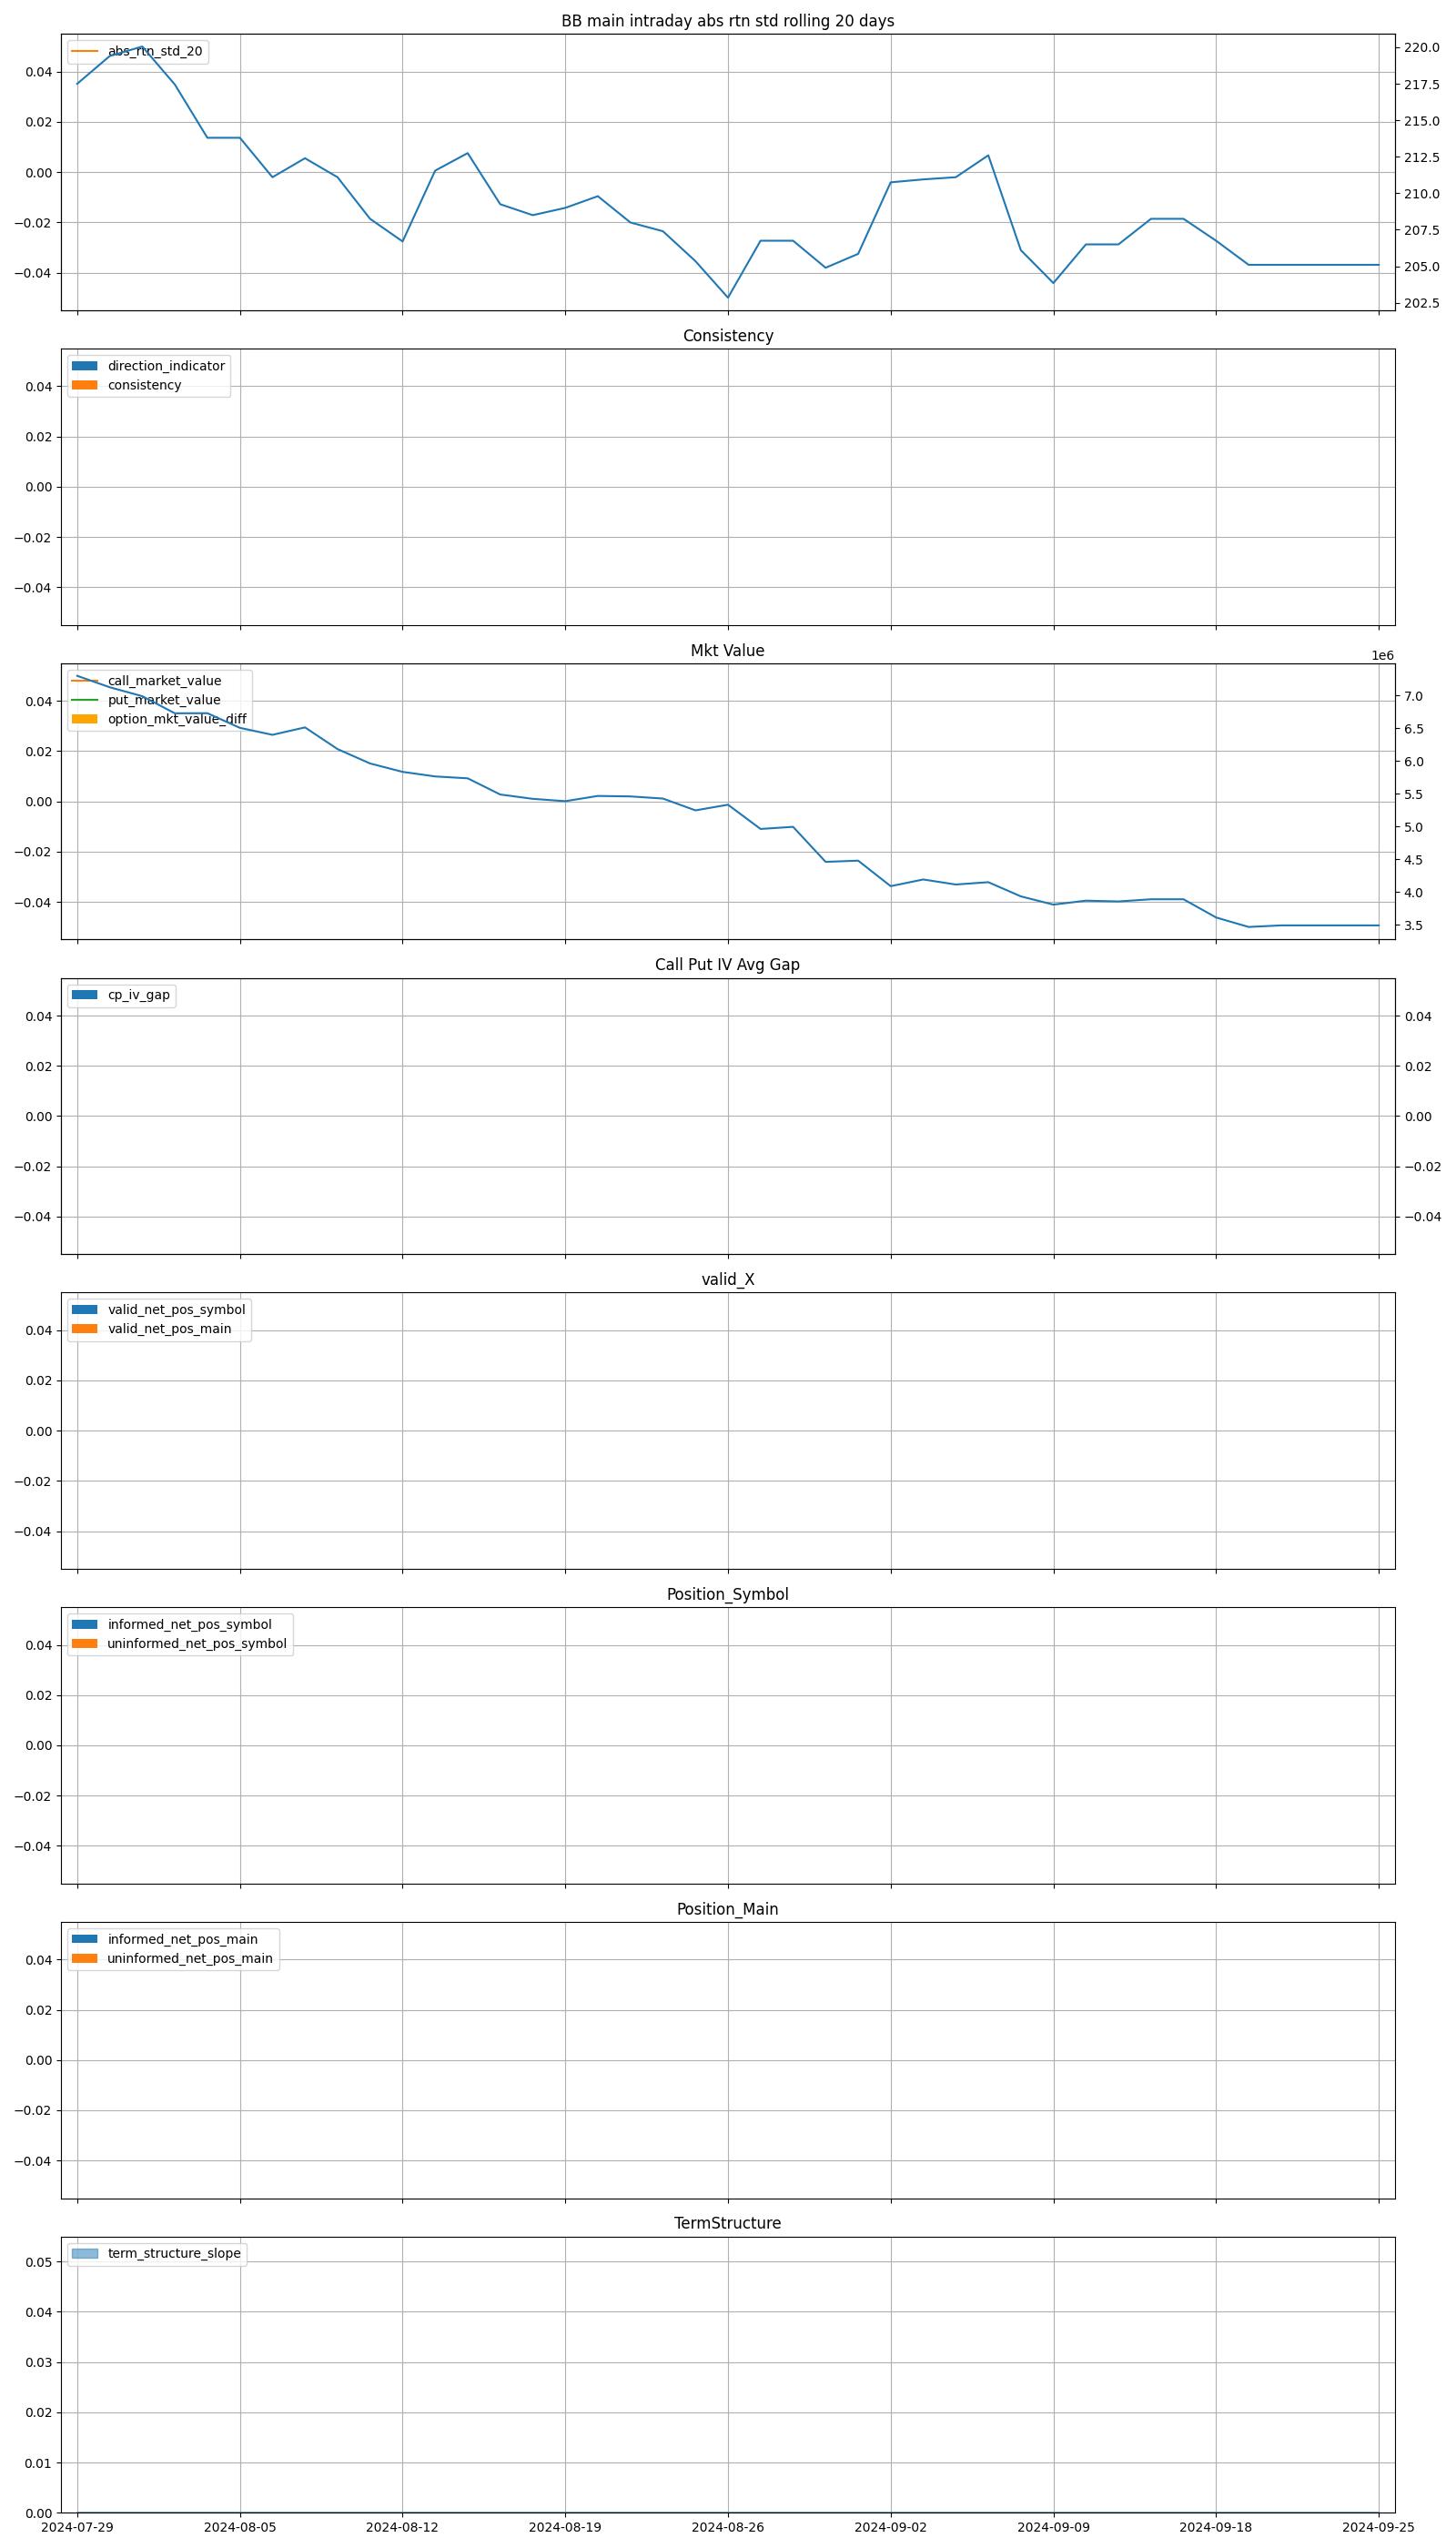 BB main intraday abs rtn std rolling 20 days
abs_rtn_std_20
0.04
0.02
0.00
−0.02
−0.04
220.0
217.5
215.0
212.5
210.0
207.5
205.0
202.5
Consistency
direction_indicator
consistency
0.04
0.02
0.00
−0.02
−0.04
Mkt Value
1e6
call_market_value
put_market_value
option_mkt_value_diff
0.04
0.02
0.00
−0.02
−0.04
7.0
6.5
6.0
5.5
5.0
4.5
4.0
3.5
Call Put IV Avg Gap
cp_iv_gap
0.04
0.02
0.00
−0.02
−0.04
0.04
0.02
0.00
−0.02
−0.04
valid_X
valid_net_pos_symbol
valid_net_pos_main
0.04
0.02
0.00
−0.02
−0.04
Position_Symbol
informed_net_pos_symbol
uninformed_net_pos_symbol
0.04
0.02
0.00
−0.02
−0.04
Position_Main
informed_net_pos_main
uninformed_net_pos_main
0.04
0.02
0.00
−0.02
−0.04
TermStructure
term_structure_slope
0.05
0.04
0.03
0.02
0.01
0.00
2024-07-29 2024-08-05 2024-08-12 2024-08-19 2024-08-26 2024-09-02 2024-09-09 2024-09-18 2024-09-25